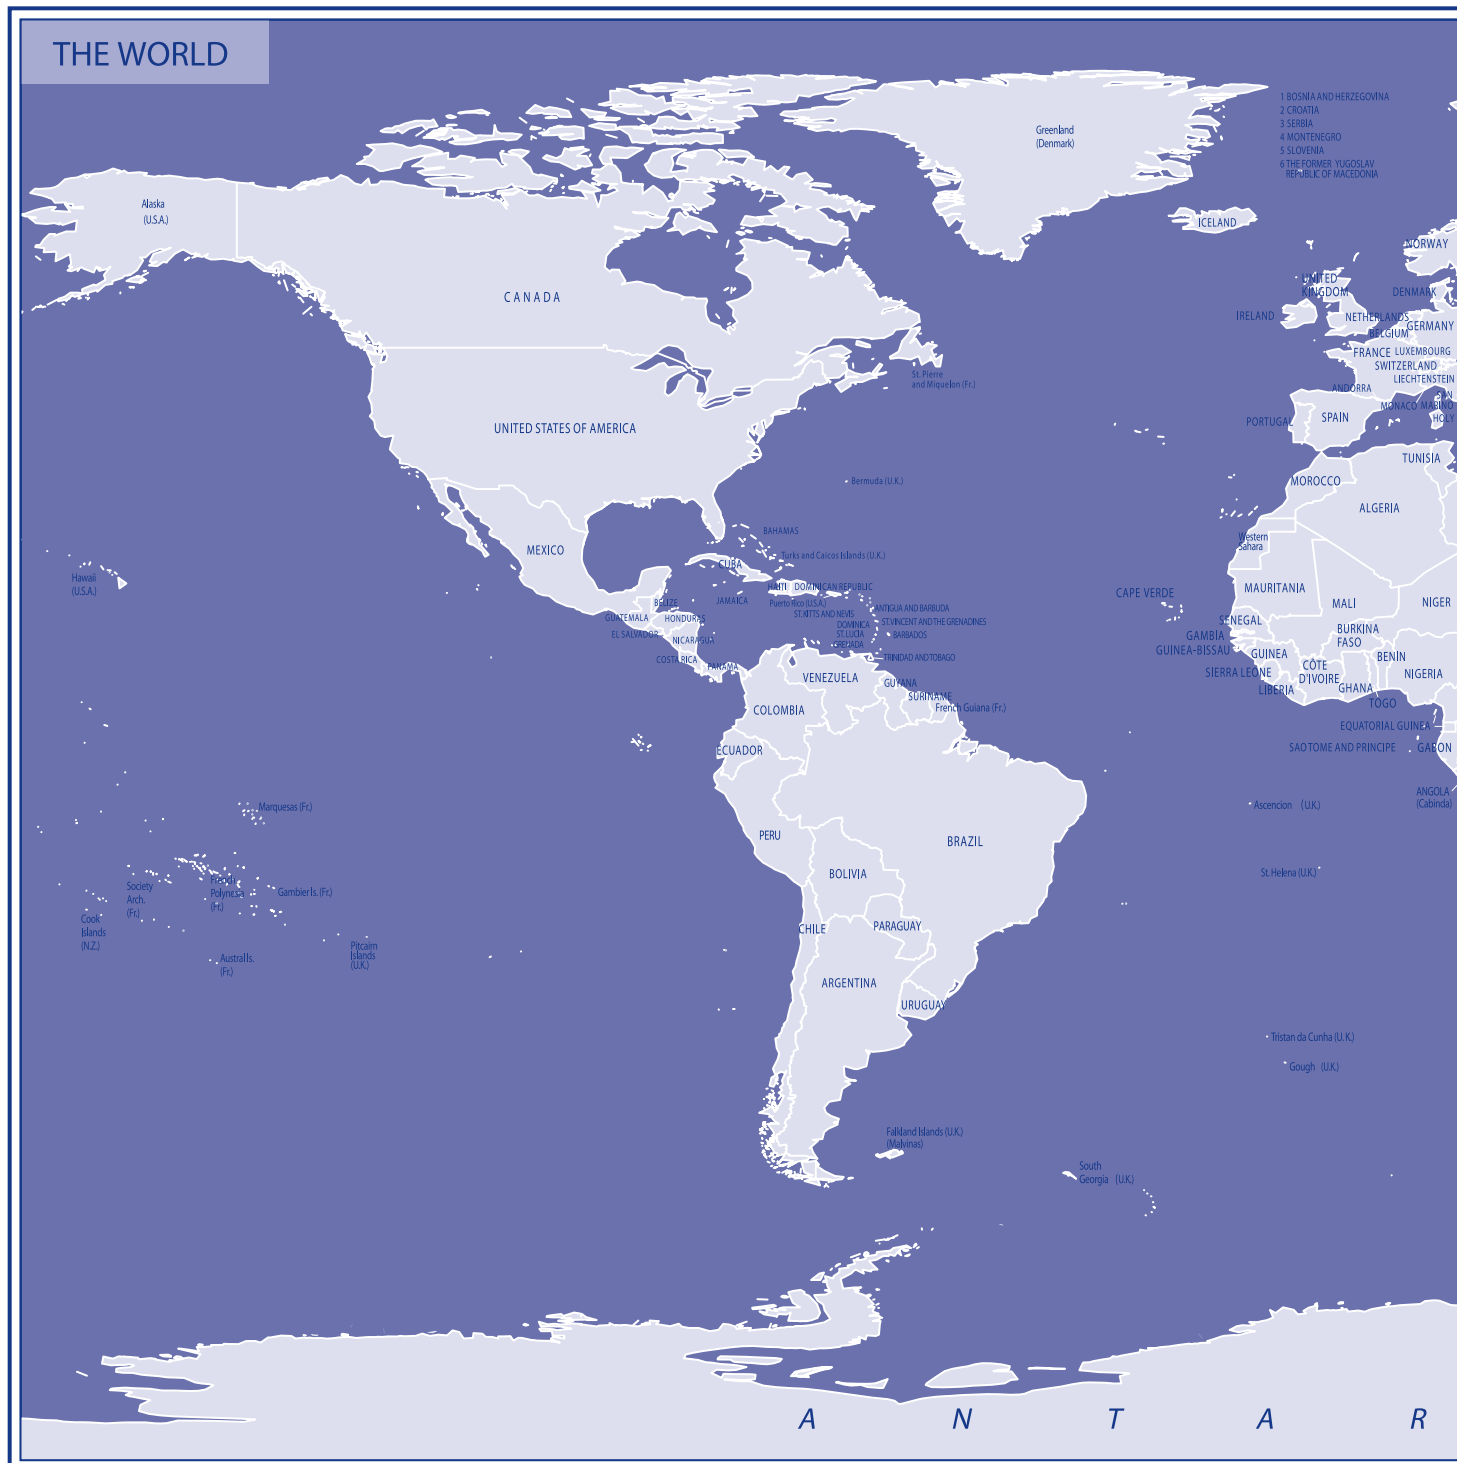 THE WORLD
1 BOSNIA AND HERZEGOVINA
2 CROATIA
3 SERBIA
4 MONTENEGRO
5 SLOVENIA
6 THE FORMER YUGOSLAV
REPUBLIC OF MACEDONIA
Greenland
(Denmark)
Alaska
(U.S.A.)
ICELAND
NORWAY
UNITED
KINGDOM
DENMARK
CANADA
IRELAND
NETHERLANDS
GERMANY
BELGIUM
FRANCE
LUXEMBOURG
SWITZERLAND
LIECHTENSTEIN
St. Pierre
and Miquelon (Fr.)
ANDORRA
SAN
MARINO
MONACO
HOLY
PORTUGAL
SPAIN
UNITED STATES OF AMERICA
TUNISIA
MOROCCO
Bermuda (U.K.)
ALGERIA
BAHAMAS
Western
Sahara
MEXICO
Turks and Caicos Islands (U.K.)
CUBA
Hawaii
(U.S.A.)
HAITI
DOMINICAN REPUBLIC
MAURITANIA
CAPE VERDE
BELIZE
JAMAICA
Puerto Rico (U.S.A.)
MALI
NIGER
ANTIGUA AND BARBUDA
ST. KITTS AND NEVIS
GUATEMALA
HONDURAS
SENEGAL
DOMINICA
ST. VINCENT AND THE GRENADINES
BURKINA
FASO
EL SALVADOR
ST. LUCIA
BARBADOS
GAMBIA
NICARAGUA
GRENADA
GUINEA-BISSAU
GUINEA
BENIN
COSTA RICA
PANAMA
TRINIDAD AND TOBAGO
SIERRA LEONE
CÔTE
D'IVOIRE
NIGERIA
VENEZUELA
GUYANA
LIBERIA
GHANA
SURINAME
TOGO
French Guiana (Fr.)
COLOMBIA
EQUATORIAL GUINEA
ECUADOR
SAO TOME AND PRINCIPE
GABON
ANGOLA
(Cabinda)
Marquesas (Fr.)
Ascencion (U.K.)
PERU
BRAZIL
BOLIVIA
St. Helena (U.K.)
Society
Arch.
(Fr.)
French
Polynesia
(Fr.)
Gambier Is. (Fr.)
Cook
Islands
(N.Z.)
CHILE
PARAGUAY
Pitcairn
Islands
(U.K.)
Austral Is.
(Fr.)
ARGENTINA
URUGUAY
Tristan da Cunha (U.K.)
Gough (U.K.)
Falkland Islands (U.K.)
(Malvinas)
South
Georgia (U.K.)
A N T A R